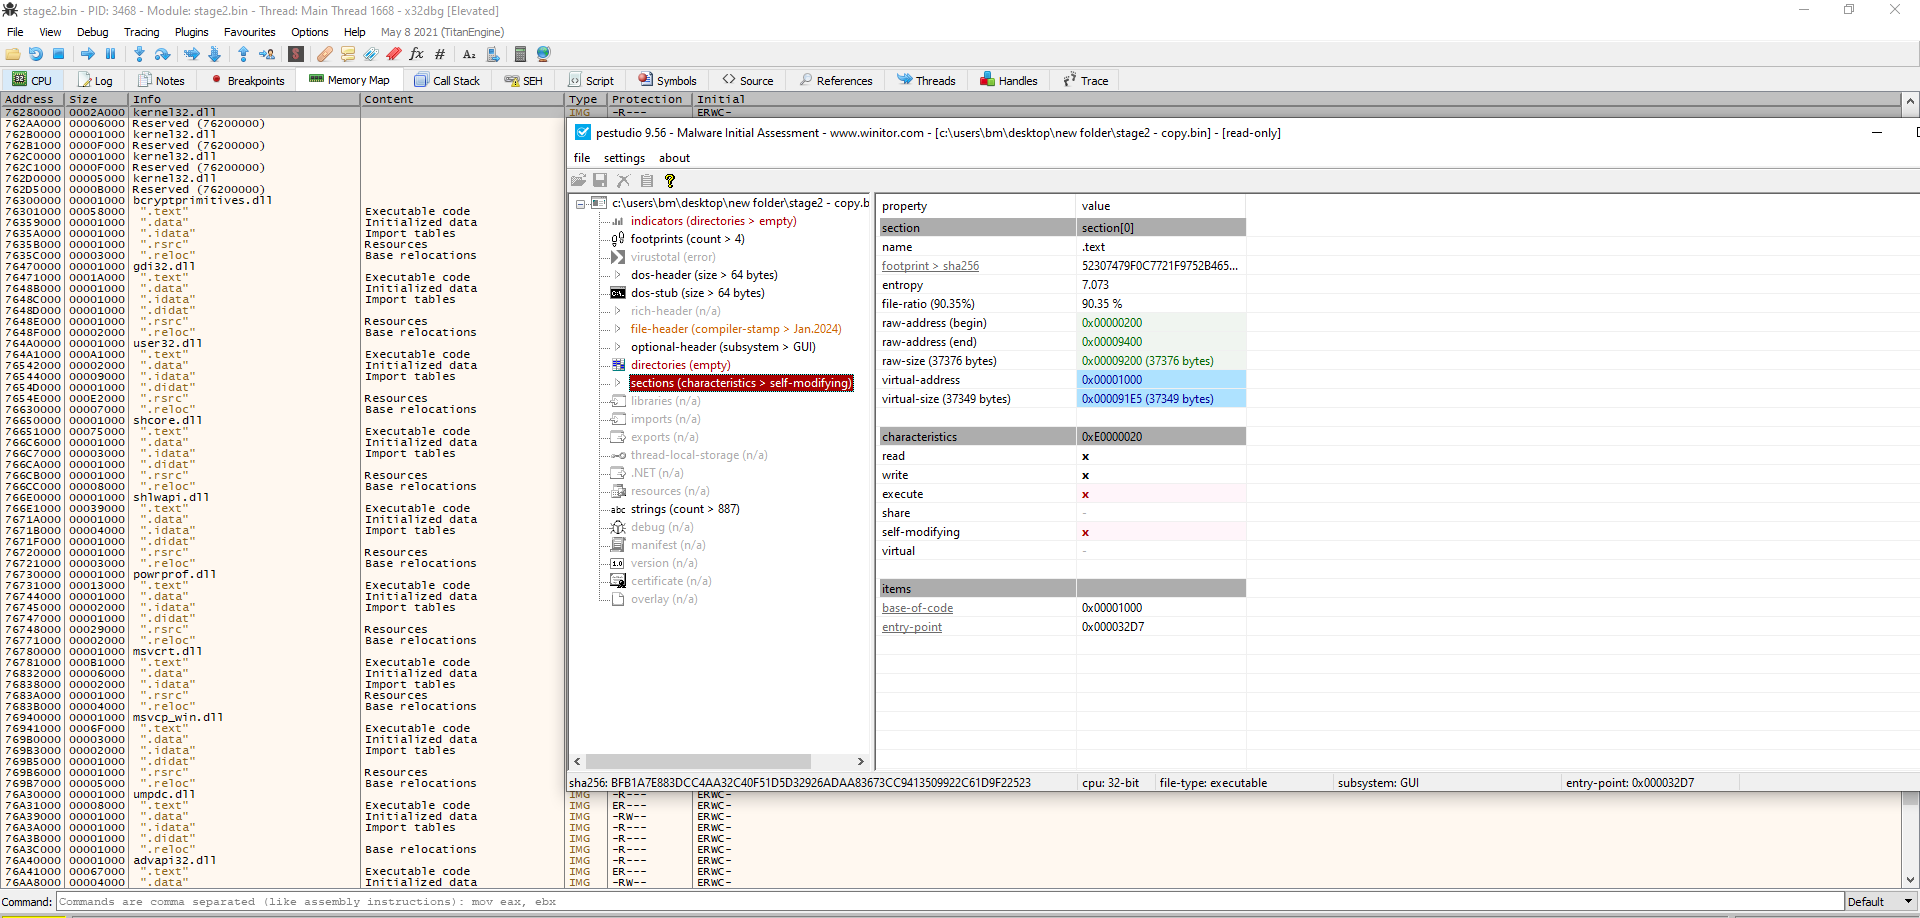 stage2.bin - PID: 3468 - Module: stage2.bin - Thread: Main Thread 1668 - x32dbg [Elevated]
File View Debug Tracing Plugins Favourites Options Help May 8 2021 (TitanEngine)
CPU Log Notes Breakpoints Memory Map Call Stack SEH Script Symbols Source References Threads Handles Trace
Address Size Info Content Type Protection Initial
76280000 0002A000 kernel32.dll IMG -R--- ERWC-
762AA000 00006000 Reserved (76200000)
762B0000 00001000 kernel32.dll
762B1000 0000F000 Reserved (76200000)
762C0000 00001000 kernel32.dll
762C1000 0000F000 Reserved (76200000)
762D0000 00005000 kernel32.dll
762D5000 0000B000 Reserved (76200000)
76300000 00001000 bcryptprimitives.dll
76301000 00058000 ".text" Executable code
76359000 00001000 ".data" Initialized data
7635A000 00001000 ".idata" Import tables
7635B000 00001000 ".rsrc" Resources
7635C000 00003000 ".reloc" Base relocations
76470000 00001000 gdi32.dll
76471000 0001A000 ".text" Executable code
7648B000 00001000 ".data" Initialized data
7648C000 00001000 ".idata" Import tables
7648D000 00001000 ".didat"
7648E000 00001000 ".rsrc" Resources
7648F000 00002000 ".reloc" Base relocations
764A0000 00001000 user32.dll
764A1000 000A1000 ".text" Executable code
76542000 00002000 ".data" Initialized data
76544000 00009000 ".idata" Import tables
7654D000 00001000 ".didat"
7654E000 000E2000 ".rsrc" Resources
76630000 00007000 ".reloc" Base relocations
76650000 00001000 shcore.dll
76651000 00075000 ".text" Executable code
766C6000 00001000 ".data" Initialized data
766C7000 00003000 ".idata" Import tables
766CA000 00001000 ".didat"
766CB000 00001000 ".rsrc" Resources
766CC000 00008000 ".reloc" Base relocations
766E0000 00001000 shlwapi.dll
766E1000 00039000 ".text" Executable code
7671A000 00001000 ".data" Initialized data
7671B000 00004000 ".idata" Import tables
7671F000 00001000 ".didat"
76720000 00001000 ".rsrc" Resources
76721000 00003000 ".reloc" Base relocations
76730000 00001000 powrprof.dll
76731000 00013000 ".text" Executable code
76744000 00001000 ".data" Initialized data
76745000 00002000 ".idata" Import tables
76747000 00001000 ".didat"
76748000 00029000 ".rsrc" Resources
76771000 00002000 ".reloc" Base relocations
76780000 00001000 msvcrt.dll
76781000 000B1000 ".text" Executable code
76832000 00006000 ".data" Initialized data
76838000 00002000 ".idata" Import tables
7683A000 00001000 ".rsrc" Resources
7683B000 00004000 ".reloc" Base relocations
76940000 00001000 msvcp_win.dll
76941000 0006F000 ".text" Executable code
769B0000 00003000 ".data" Initialized data
769B3000 00002000 ".idata" Import tables
769B5000 00001000 ".didat"
769B6000 00001000 ".rsrc" Resources
769B7000 00005000 ".reloc" Base relocations
76A30000 00001000 umpdc.dll IMG -R--- ERWC-
76A31000 00008000 ".text" Executable code IMG ER--- ERWC-
76A39000 00001000 ".data" Initialized data IMG -RW-- ERWC-
76A3A000 00001000 ".idata" Import tables IMG -R--- ERWC-
76A3B000 00001000 ".didat" IMG -R--- ERWC-
76A3C000 00001000 ".reloc" Base relocations IMG -R--- ERWC-
76A40000 00001000 advapi32.dll IMG -R--- ERWC-
76A41000 00067000 ".text" Executable code IMG ER--- ERWC-
76AA8000 00004000 ".data" Initialized data IMG -RW-- ERWC-
Command: Commands are comma separated (like assembly instructions): mov eax, ebx Default
pestudio 9.56 - Malware Initial Assessment - www.winitor.com - [c:\users\bm\desktop\new folder\stage2 - copy.bin] - [read-only]
file settings about
c:\users\bm\desktop\new folder\stage2 - copy.b
indicators (directories > empty)
footprints (count > 4)
virustotal (error)
dos-header (size > 64 bytes)
dos-stub (size > 64 bytes)
rich-header (n/a)
file-header (compiler-stamp > Jan.2024)
optional-header (subsystem > GUI)
directories (empty)
sections (characteristics > self-modifying)
libraries (n/a)
imports (n/a)
exports (n/a)
thread-local-storage (n/a)
.NET (n/a)
resources (n/a)
abc strings (count > 887)
debug (n/a)
manifest (n/a)
1.0 version (n/a)
certificate (n/a)
overlay (n/a)
property value
section section[0]
name .text
footprint > sha256 52307479F0C7721F9752B465...
entropy 7.073
file-ratio (90.35%) 90.35 %
raw-address (begin) 0x00000200
raw-address (end) 0x00009400
raw-size (37376 bytes) 0x00009200 (37376 bytes)
virtual-address 0x00001000
virtual-size (37349 bytes) 0x000091E5 (37349 bytes)
characteristics 0xE0000020
read x
write x
execute x
share -
self-modifying x
virtual -
items
base-of-code 0x00001000
entry-point 0x000032D7
sha256: BFB1A7E883DCC4AA32C40F51D5D32926ADAA83673CC9413509922C61D9F22523 cpu: 32-bit file-type: executable subsystem: GUI entry-point: 0x000032D7